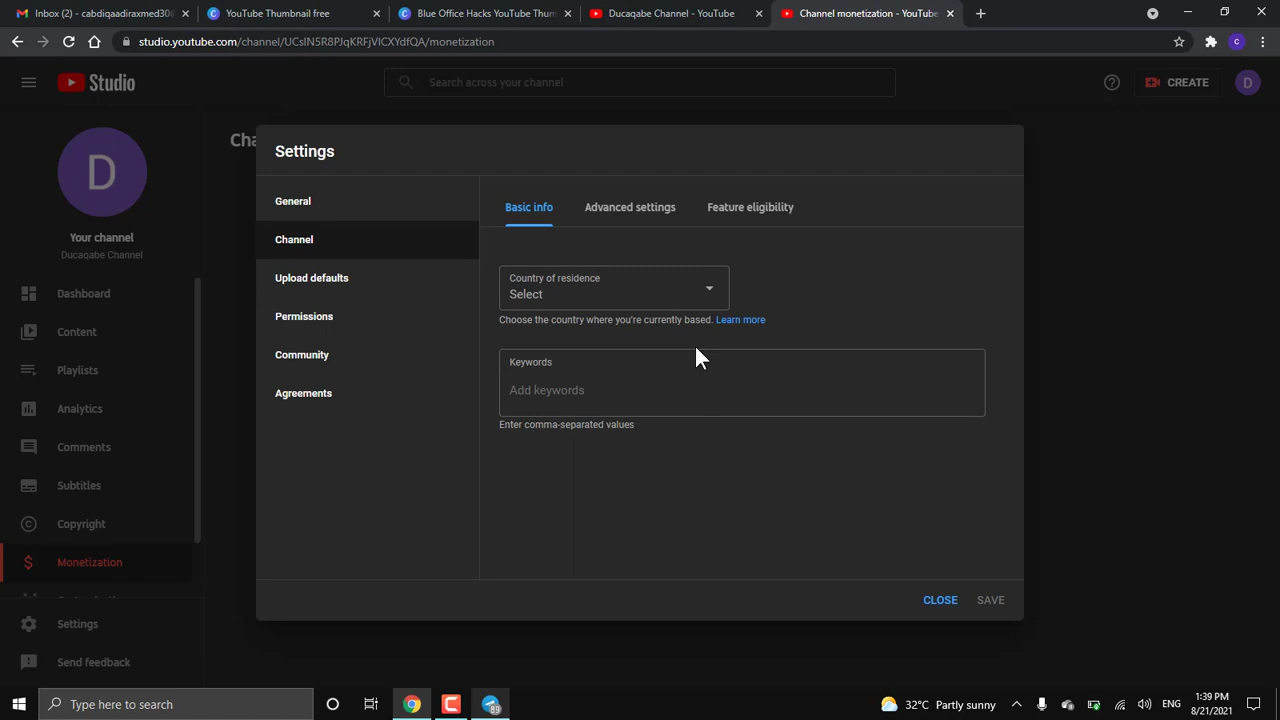 Inbox (2) - cabdiqaadiraxmed30@
YouTube Thumbnail free
Blue Office Hacks YouTube Thum
Ducaqabe Channel - YouTube
Channel monetization - YouTube
studio.youtube.com/channel/UCsIN5R8PJqKRFjVICXYdfQA/monetization
C
Studio
Search across your channel
CREATE
D
D
Your channel
Ducaqabe Channel
Dashboard
Content
Playlists
Analytics
Comments
Subtitles
Copyright
Monetization
Settings
Send feedback
Cha
Settings
General
Channel
Upload defaults
Permissions
Community
Agreements
Basic info
Advanced settings
Feature eligibility
Country of residence
Select
Choose the country where you're currently based. Learn more
Keywords
Add keywords
Enter comma-separated values
CLOSE
SAVE
Type here to search
89
32°C Partly sunny
ENG
1:39 PM
8/21/2021